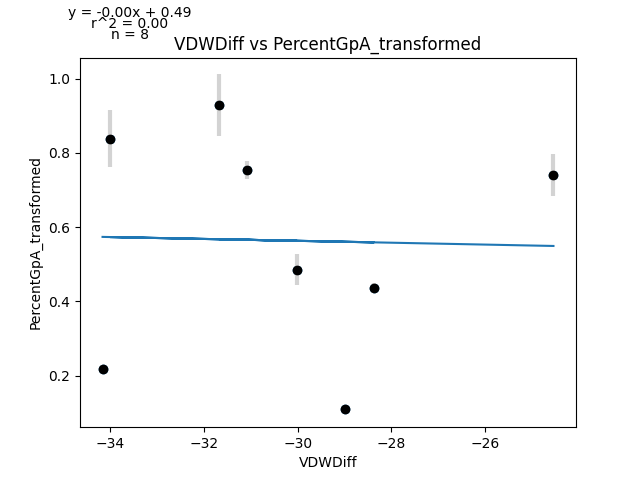 y = -0.00x + 0.49
r^2 = 0.00
n = 8
VDWDiff vs PercentGpA_transformed
PercentGpA_transformed
1.0
0.8
0.6
0.4
0.2
−34
−32
−30
−28
−26
VDWDiff